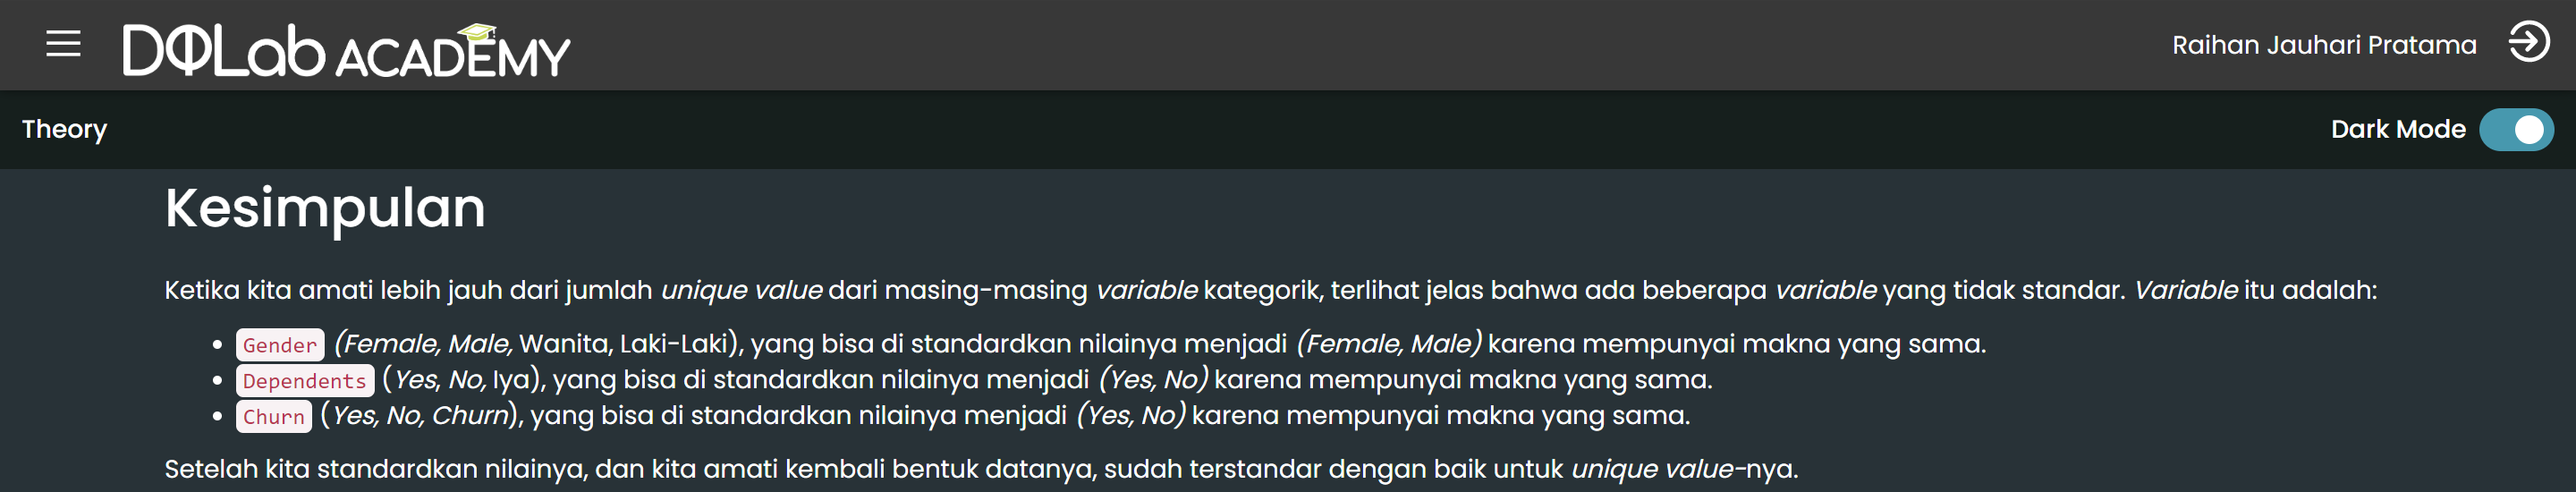 DQLab ACADEMY
Raihan Jauhari Pratama
Theory
Dark Mode
Kesimpulan
Ketika kita amati lebih jauh dari jumlah unique value dari masing-masing variable kategorik, terlihat jelas bahwa ada beberapa variable yang tidak standar. Variable itu adalah:
• Gender (Female, Male, Wanita, Laki-Laki), yang bisa di standardkan nilainya menjadi (Female, Male) karena mempunyai makna yang sama.
• Dependents (Yes, No, Iya), yang bisa di standardkan nilainya menjadi (Yes, No) karena mempunyai makna yang sama.
• Churn (Yes, No, Churn), yang bisa di standardkan nilainya menjadi (Yes, No) karena mempunyai makna yang sama.
Setelah kita standardkan nilainya, dan kita amati kembali bentuk datanya, sudah terstandar dengan baik untuk unique value-nya.